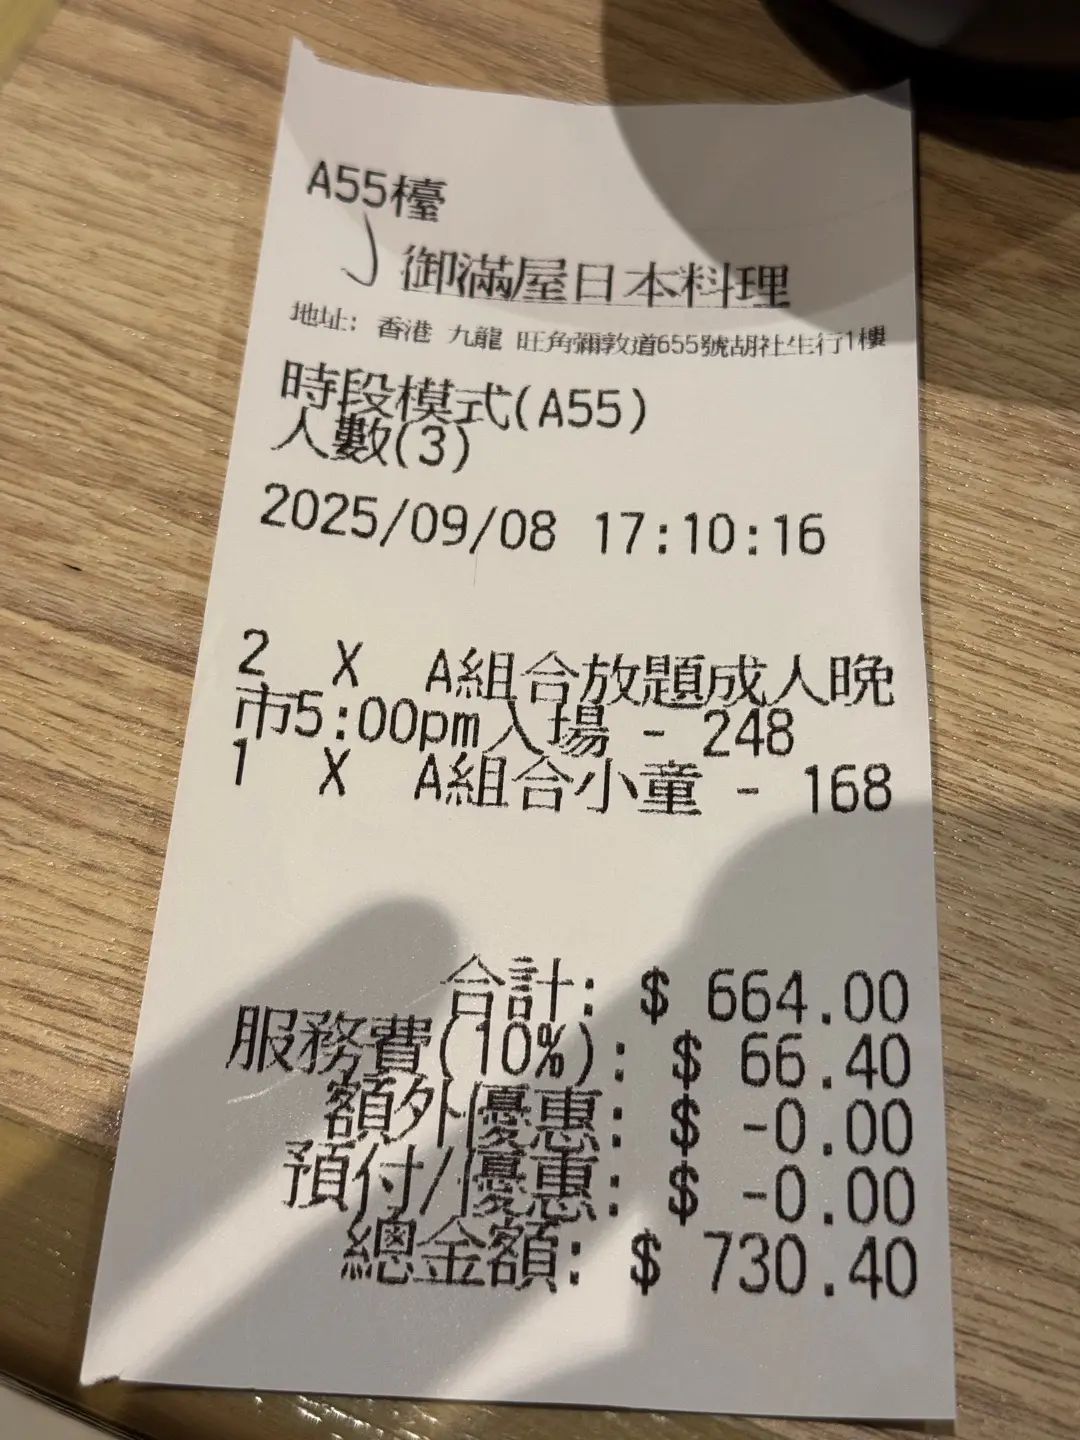 A55檯
御滿屋日本料理
地址: 香港 九龍 旺角彌敦道655號胡社生行1樓
時段模式(A55)
人數(3)
2025/09/08 17:10:16
2 X A組合放題成人晚
市5:00pm入場 - 248
1 X A組合小童 - 168
合計: $ 664.00
服務費(10%): $ 66.40
額外優惠: $ -0.00
預付/優惠: $ -0.00
總金額: $ 730.40